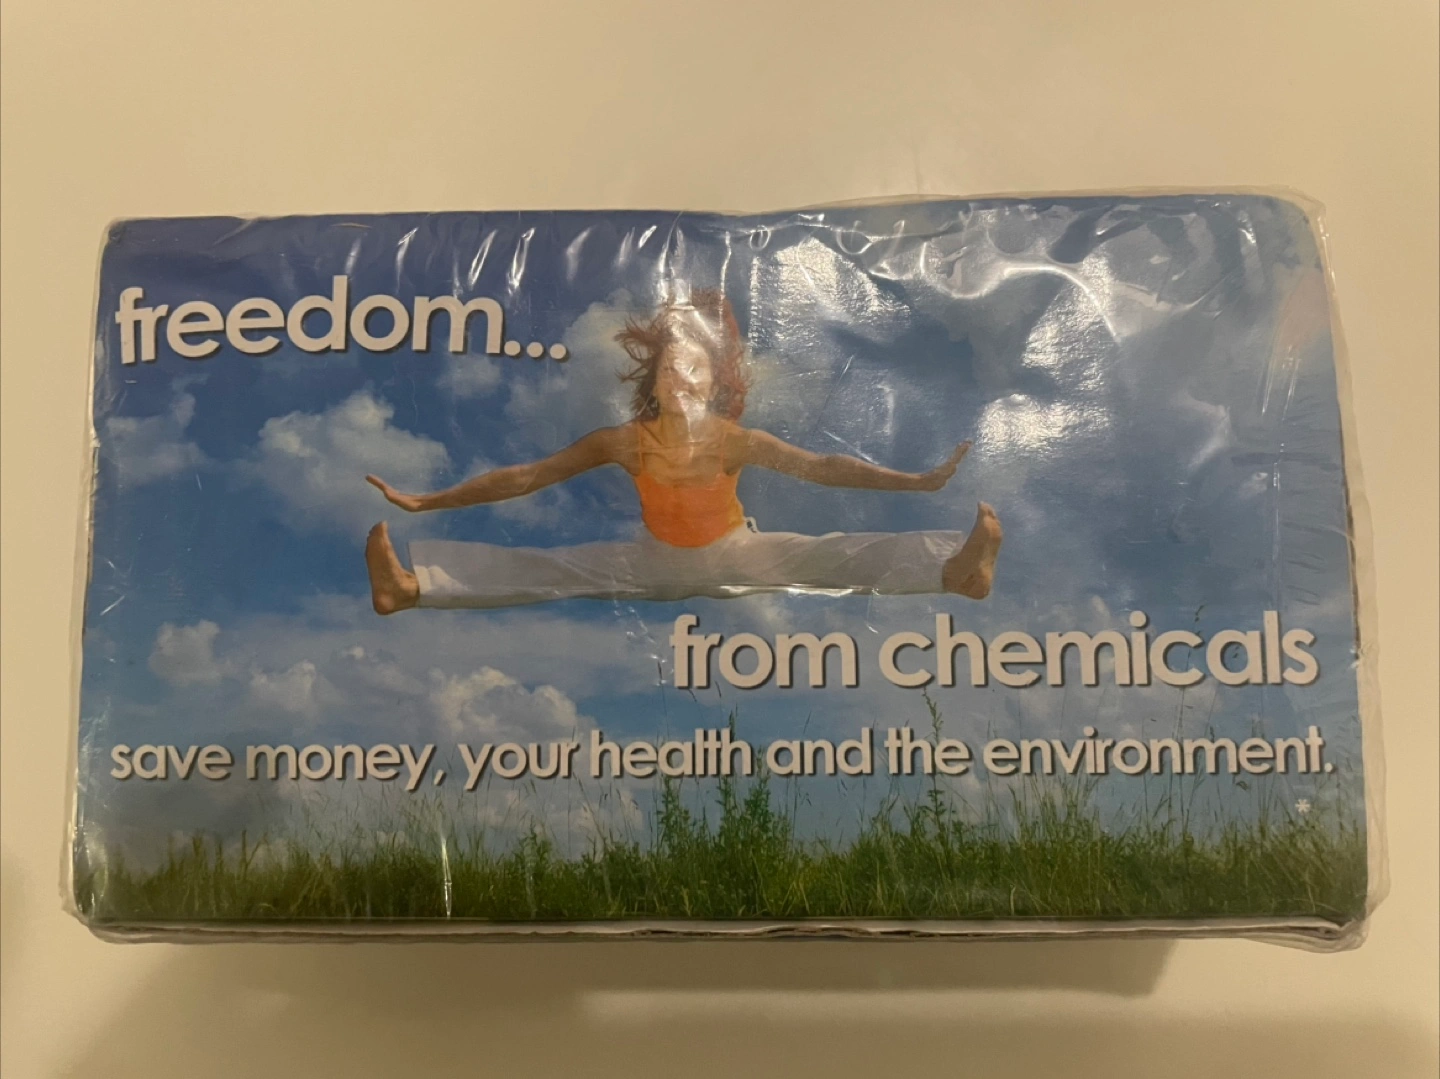 freedom...
from chemicals
save money, your health and the environment.
*